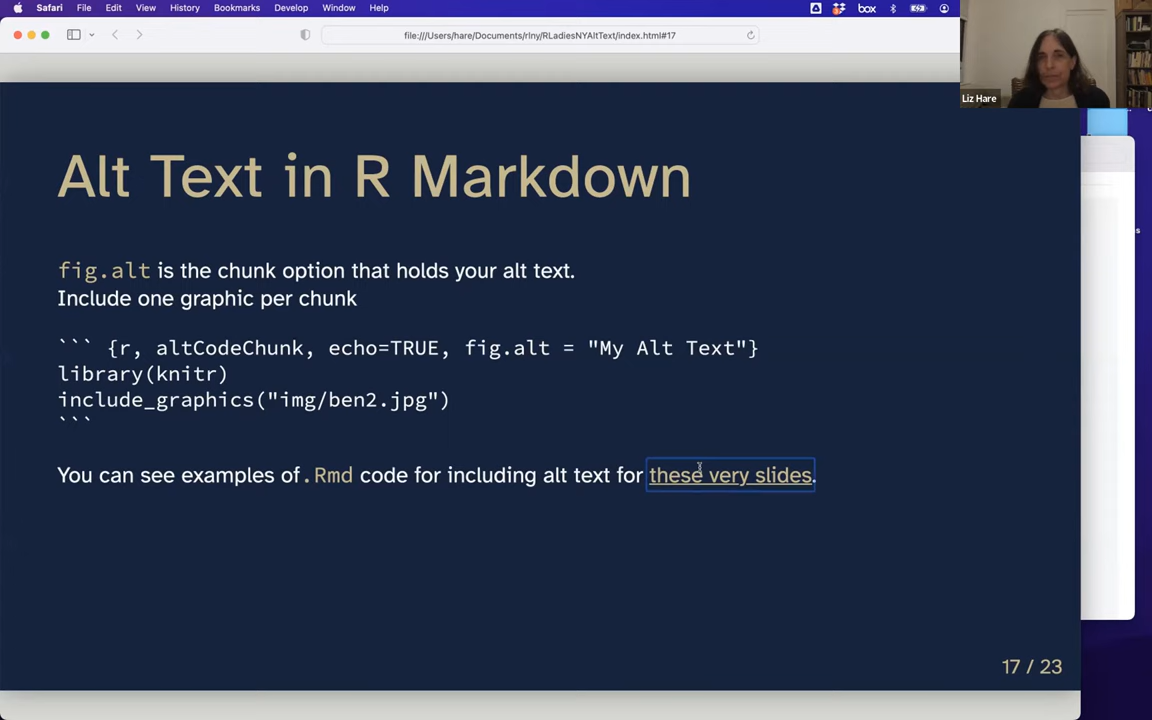 Safari File Edit View History Bookmarks Develop Window Help box
file:///Users/hare/Documents/rlny/RLadiesNYAltText/index.html#17
Liz Hare
Alt Text in R Markdown
fig.alt is the chunk option that holds your alt text.
Include one graphic per chunk
``` {r, altCodeChunk, echo=TRUE, fig.alt = "My Alt Text"}
library(knitr)
include_graphics("img/ben2.jpg")
```
You can see examples of .Rmd code for including alt text for these very slides.
17 / 23